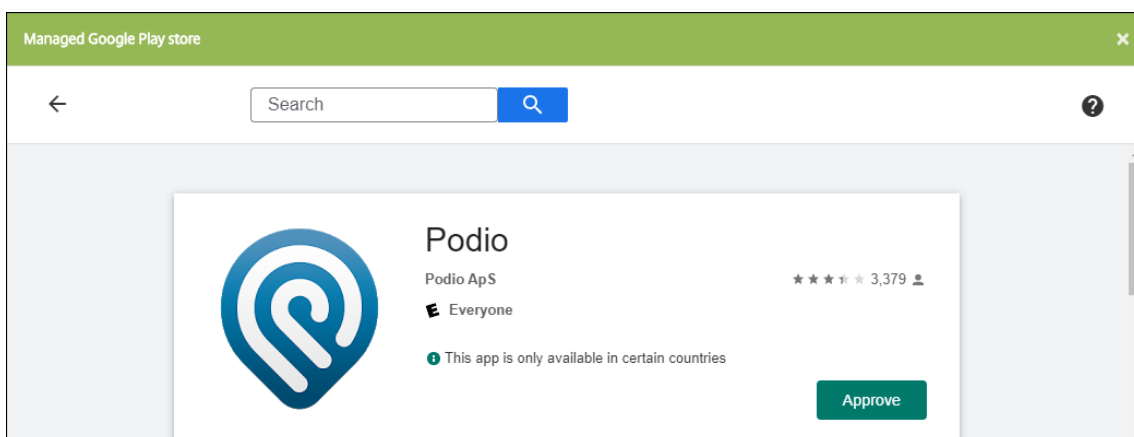 Managed Google Play store
Search
Podio
Podio ApS
3,379
E Everyone
This app is only available in certain countries
Approve